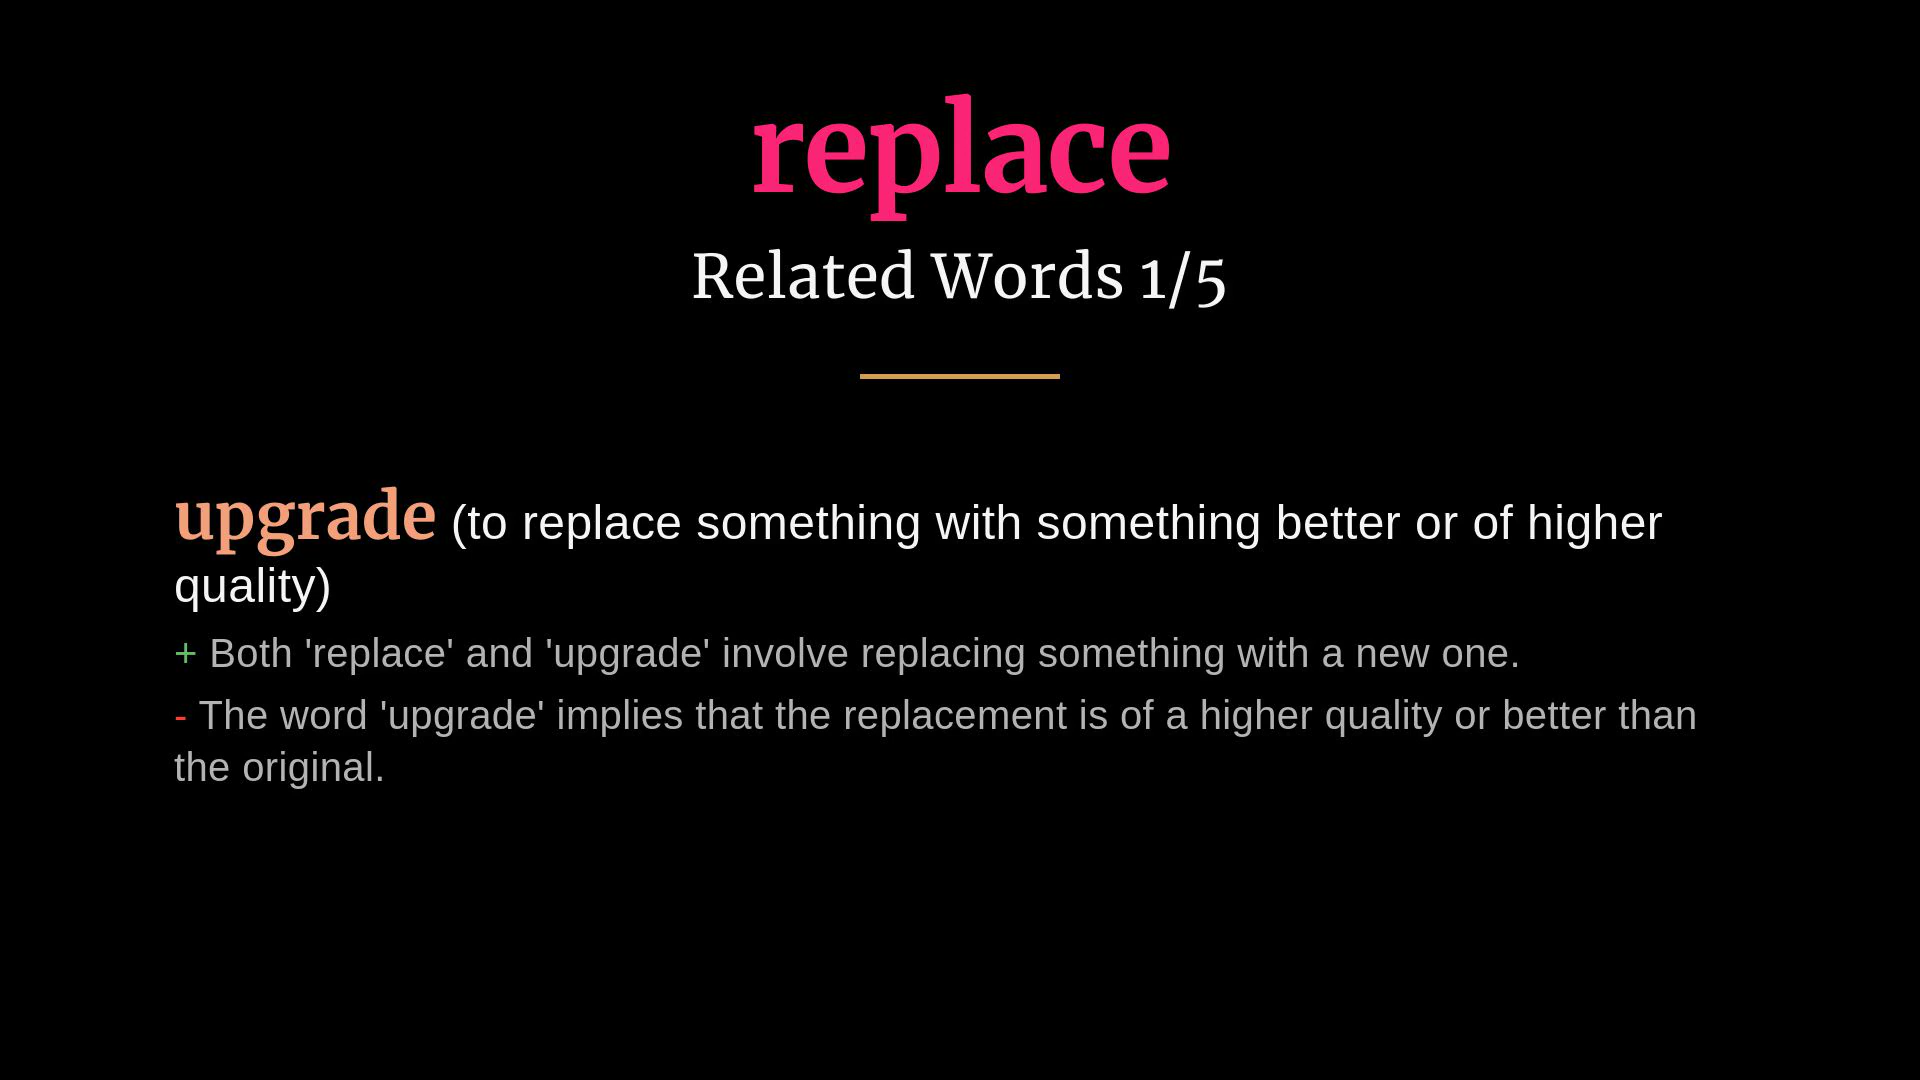 replace
Related Words 1/5
upgrade (to replace something with something better or of higher
quality)
+ Both 'replace' and 'upgrade' involve replacing something with a new one.
- The word 'upgrade' implies that the replacement is of a higher quality or better than
the original.